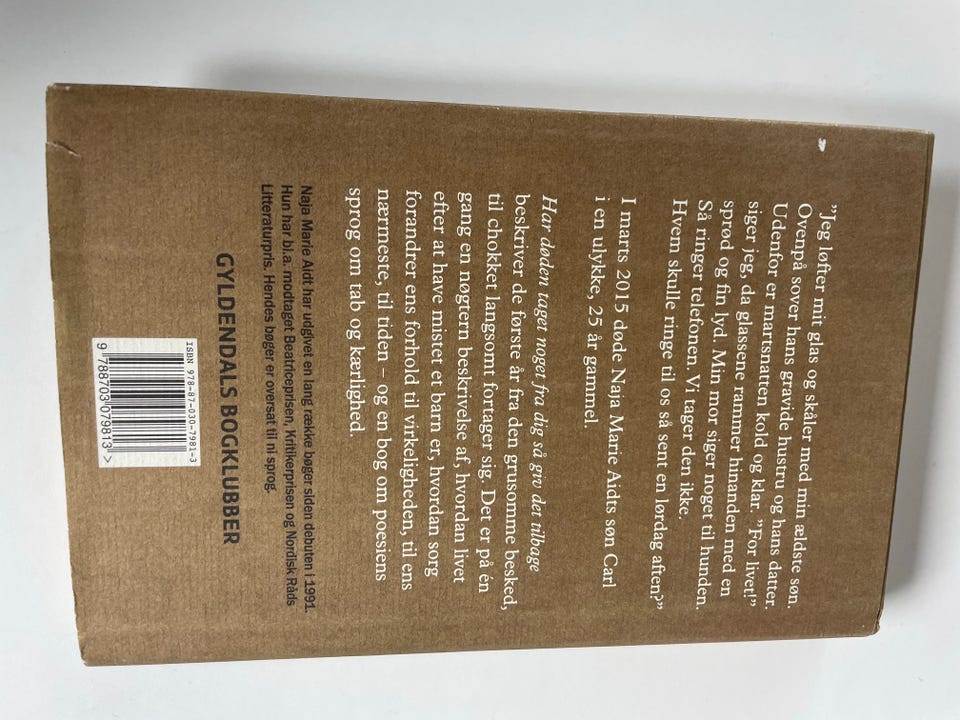 ”Jeg løfter mit glas og skåler med min ældste søn.
Ovenpå sover hans gravide hustru og hans datter.
Udenfor er martsnatten kold og klar. ”For livet!”
siger jeg, da glassene rammer hinanden med en
sprød og fin lyd. Min mor siger noget til hunden.
Så ringer telefonen. Vi tager den ikke.
Hvem skulle ringe til os så sent en lørdag aften?”
I marts 2015 døde Naja Marie Aidts søn Carl
i en ulykke, 25 år gammel.
Har døden taget noget fra dig så giv det tilbage
beskriver de første år fra den grusomme besked,
til chokket langsomt fortager sig. Det er på én
gang en nøgtern beskrivelse af, hvordan livet
efter at have mistet et barn er, hvordan sorg
forandrer ens forhold til virkeligheden, til ens
nærmeste, til tiden – og en bog om poesiens
sprog om tab og kærlighed.
Naja Marie Aidt har udgivet en lang række bøger siden debuten i 1991.
Hun har bl.a. modtaget Beatriceprisen, Kritikerprisen og Nordisk Råds
Litteraturpris. Hendes bøger er oversat til ni sprog.
GYLDENDALS BOGKLUBBER
ISBN 978-87-030-7981-3
9 788703 079813 >